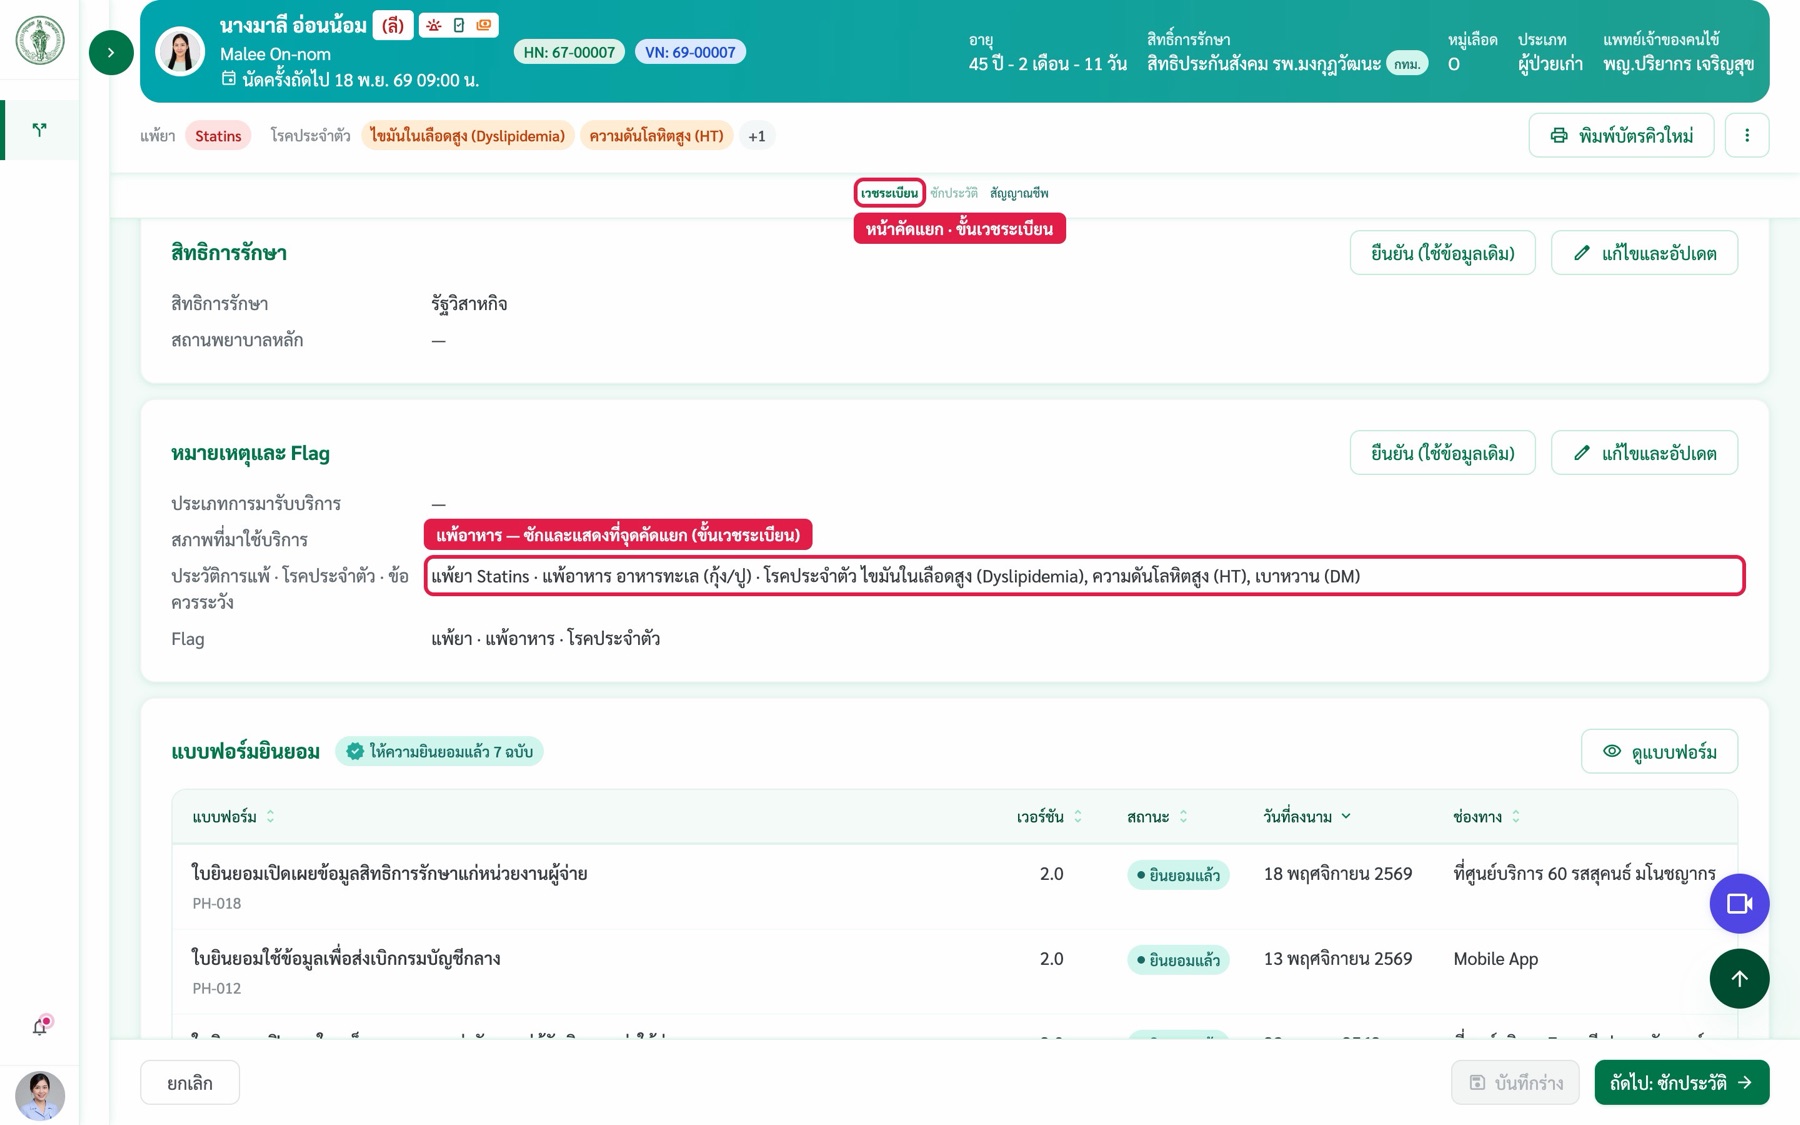 นางมาลี อ่อนน้อม (ลี)
Malee On-nom
นัดครั้งถัดไป 18 พ.ย. 69 09:00 น.
HN: 67-00007 VN: 69-00007
อายุ
45 ปี - 2 เดือน - 11 วัน
สิทธิ์การรักษา
สิทธิประกันสังคม รพ.มงกุฎวัฒนะ กทม.
หมู่เลือด
O
ประเภท
ผู้ป่วยเก่า
แพทย์เจ้าของคนไข้
พญ.ปริยากร เจริญสุข
แพ้ยา Statins โรคประจำตัว ไขมันในเลือดสูง (Dyslipidemia) ความดันโลหิตสูง (HT) +1
พิมพ์บัตรคิวใหม่
เวชระเบียน ซักประวัติ สัญญาณชีพ
หน้าคัดแยก · ขั้นเวชระเบียน
สิทธิการรักษา ยืนยัน (ใช้ข้อมูลเดิม) แก้ไขและอัปเดต
สิทธิการรักษา รัฐวิสาหกิจ
สถานพยาบาลหลัก —
หมายเหตุและ Flag ยืนยัน (ใช้ข้อมูลเดิม) แก้ไขและอัปเดต
ประเภทการมารับบริการ —
สภาพที่มาใช้บริการ
แพ้อาหาร — ซักและแสดงที่จุดคัดแยก (ขั้นเวชระเบียน)
ประวัติการแพ้ · โรคประจำตัว · ข้อ
ควรระวัง
แพ้ยา Statins · แพ้อาหาร อาหารทะเล (กุ้ง/ปู) · โรคประจำตัว ไขมันในเลือดสูง (Dyslipidemia), ความดันโลหิตสูง (HT), เบาหวาน (DM)
Flag แพ้ยา · แพ้อาหาร · โรคประจำตัว
แบบฟอร์มยินยอม ให้ความยินยอมแล้ว 7 ฉบับ ดูแบบฟอร์ม
แบบฟอร์ม เวอร์ชัน สถานะ วันที่ลงนาม ช่องทาง
ใบยินยอมเปิดเผยข้อมูลสิทธิการรักษาแก่หน่วยงานผู้จ่าย 2.0 ยินยอมแล้ว 18 พฤศจิกายน 2569 ที่ศูนย์บริการ 60 รสสุคนธ์ มโนชญากร
PH-018
ใบยินยอมใช้ข้อมูลเพื่อส่งเบิกกรมบัญชีกลาง 2.0 ยินยอมแล้ว 13 พฤศจิกายน 2569 Mobile App
PH-012
ยกเลิก บันทึกร่าง ถัดไป: ซักประวัติ